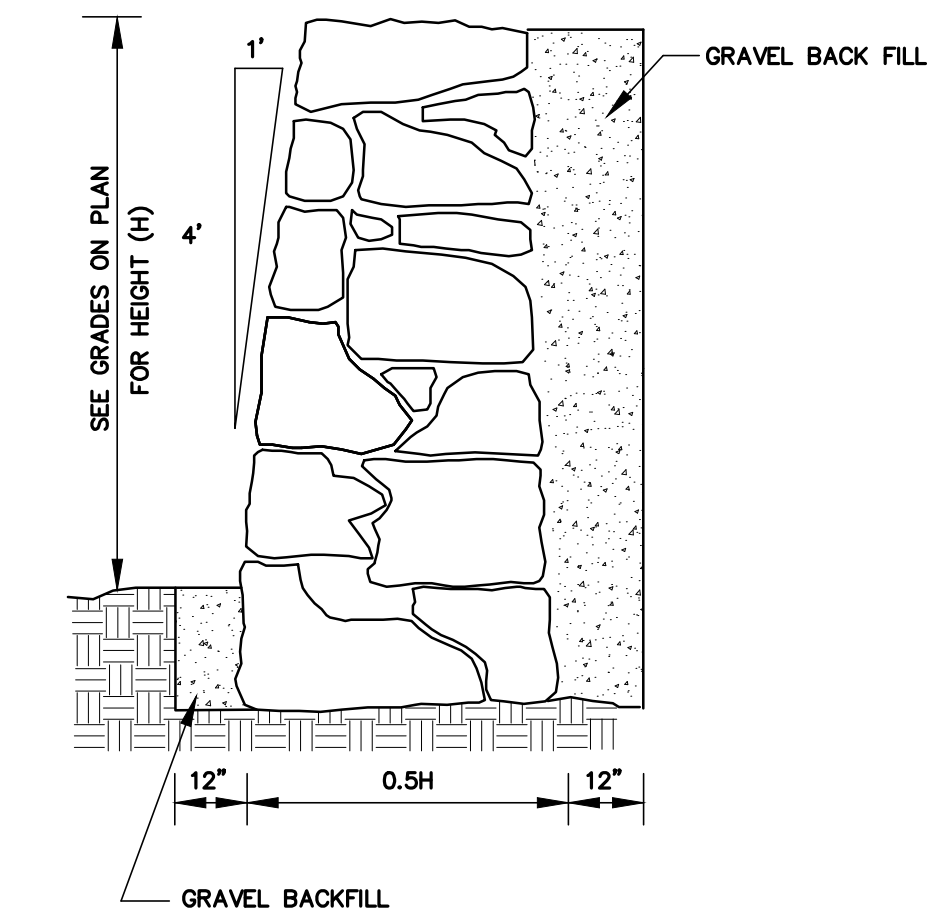 1'
GRAVEL BACK FILL
4'
SEE GRADES ON PLAN
FOR HEIGHT (H)
12"
0.5H
12"
GRAVEL BACKFILL